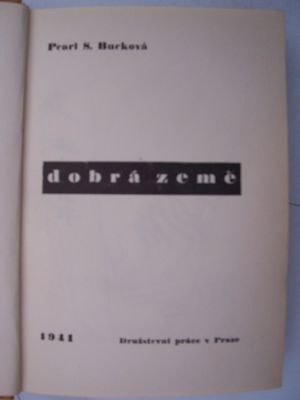 Pearl S. Bucková
dobrá země
1941 Družstevní práce v Praze